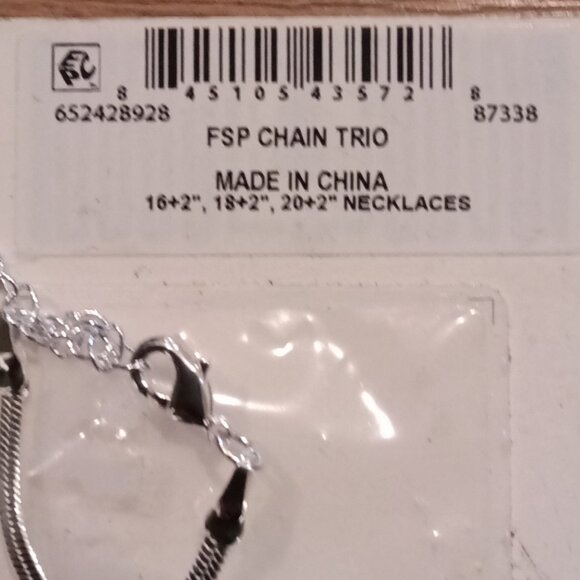 8 45105 43572 8
652428928 87338
FSP CHAIN TRIO
MADE IN CHINA
16+2", 18+2", 20+2" NECKLACES